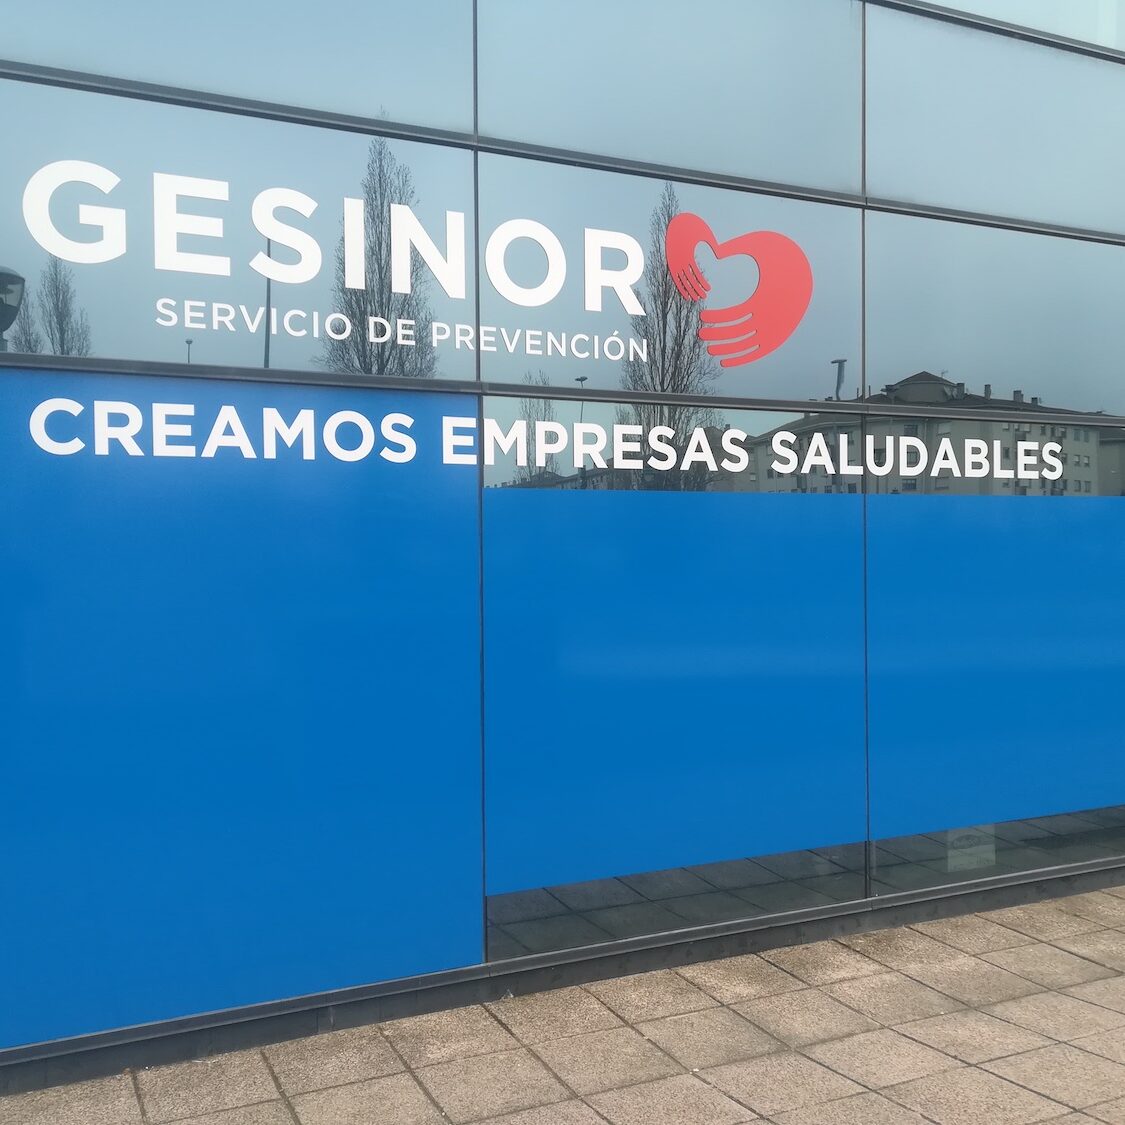 GESINOR
SERVICIO DE PREVENCIÓN
CREAMOS EMPRESAS SALUDABLES